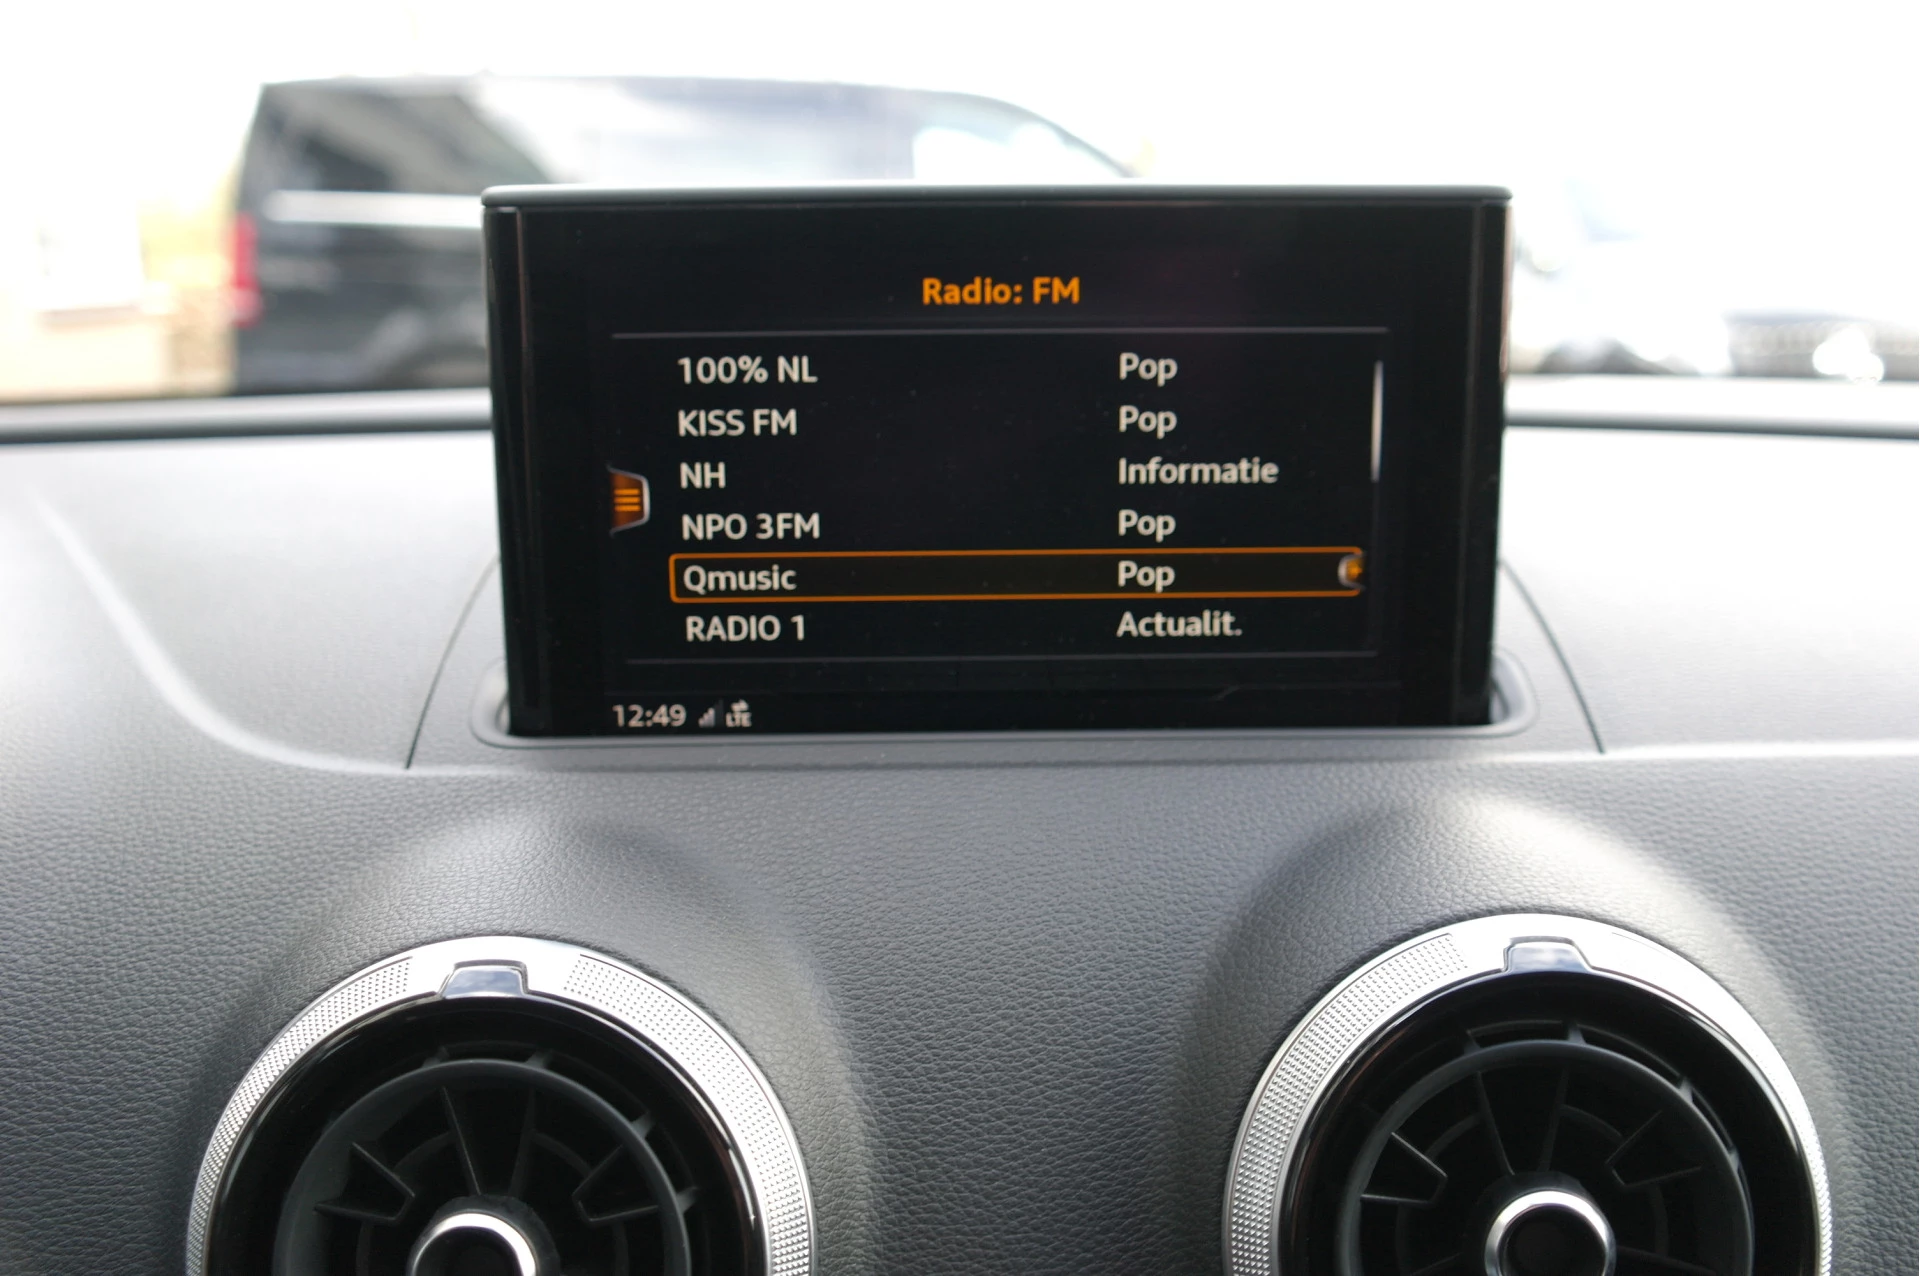 Radio: FM
100% NL Pop
KISS FM Pop
NH Informatie
NPO 3FM Pop
Qmusic Pop
RADIO 1 Actualit.
12:49 LTE